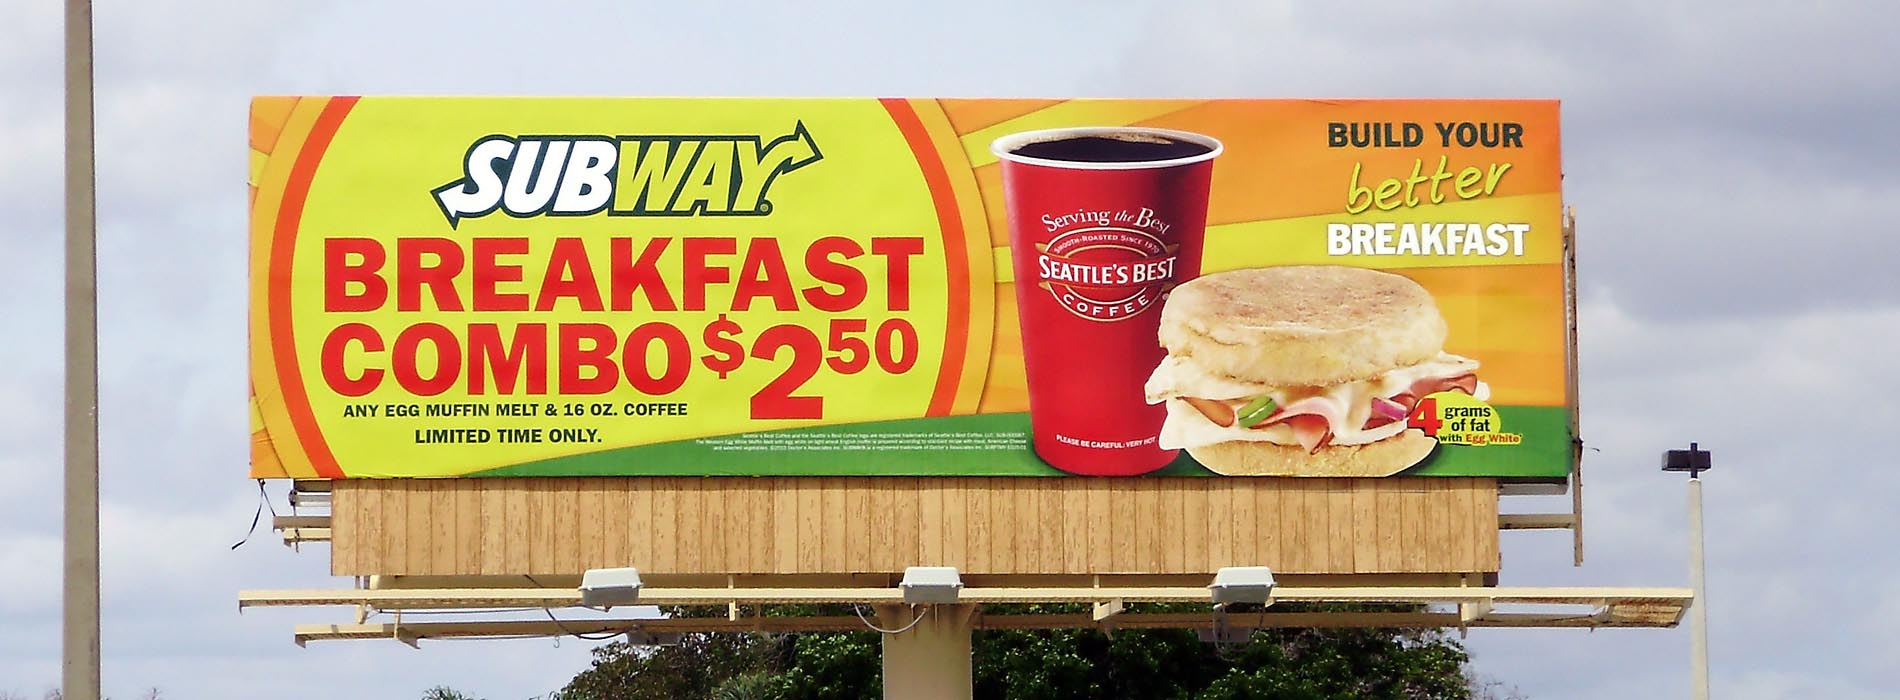 SUBWAY®
BREAKFAST
COMBO $2 50
ANY EGG MUFFIN MELT & 16 OZ. COFFEE
LIMITED TIME ONLY.
Serving the Best
SMOOTH-ROASTED SINCE 1970
SEATTLE'S BEST
COFFEE®
PLEASE BE CAREFUL: VERY HOT
BUILD YOUR
better
BREAKFAST
4 grams
of fat
with Egg White